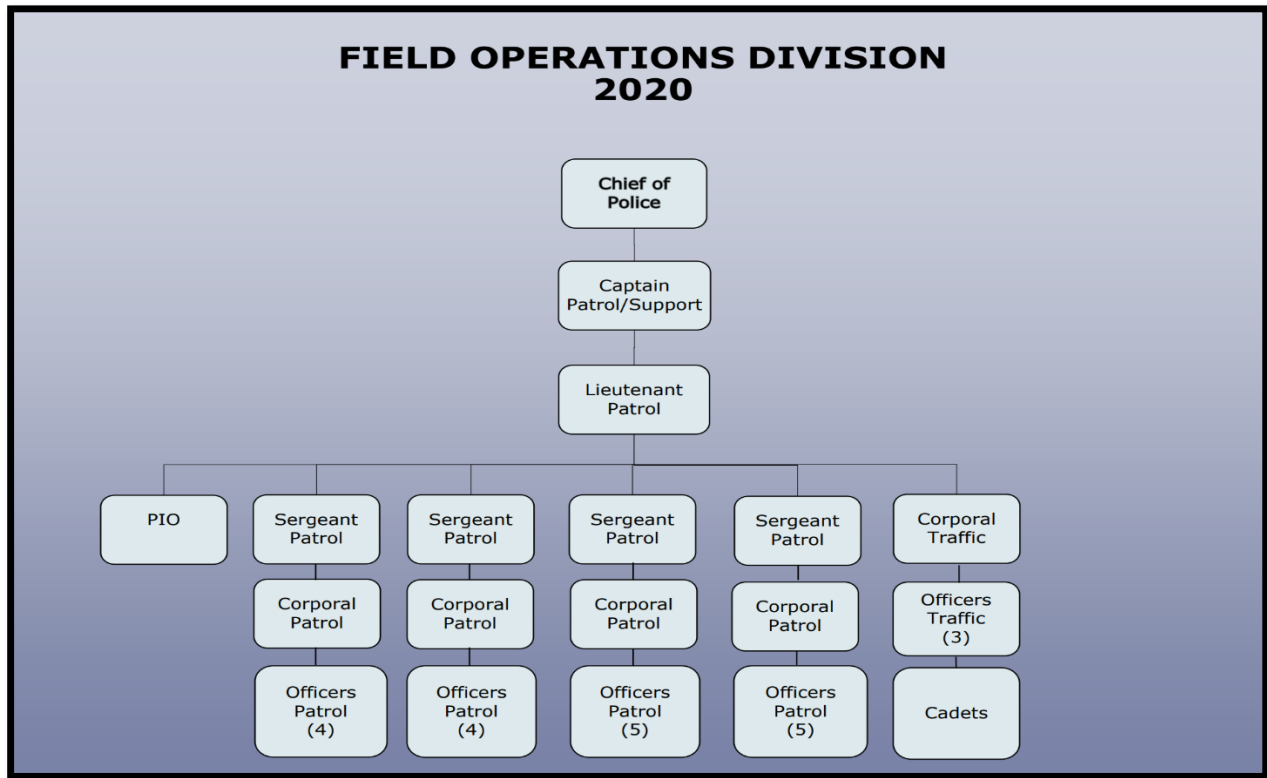 FIELD OPERATIONS DIVISION
2020
Chief of
Police
Captain
Patrol/Support
Lieutenant
Patrol
PIO
Sergeant
Patrol
Sergeant
Patrol
Sergeant
Patrol
Sergeant
Patrol
Corporal
Traffic
Corporal
Patrol
Corporal
Patrol
Corporal
Patrol
Corporal
Patrol
Officers
Traffic
(3)
Officers
Patrol
(4)
Officers
Patrol
(4)
Officers
Patrol
(5)
Officers
Patrol
(5)
Cadets